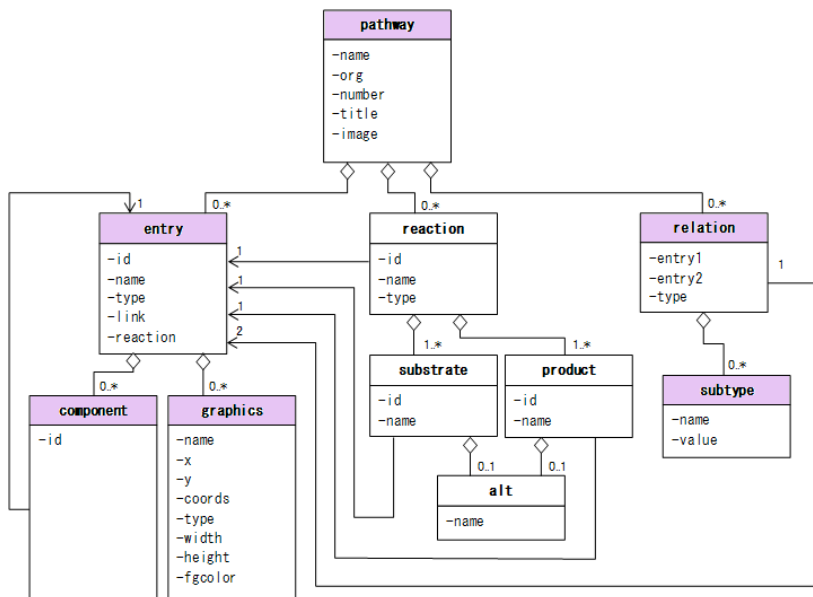 pathway
-name
-org
-number
-title
-image
1
0..*
0..*
0..*
entry
-id
-name
-type
-link
-reaction
reaction
-id
-name
-type
relation
-entry1
-entry2
-type
1
1
1
2
1
0..*
0..*
1..*
1..*
0..*
component
-id
graphics
-name
-x
-y
-coords
-type
-width
-height
-fgcolor
substrate
-id
-name
product
-id
-name
subtype
-name
-value
0..1
0..1
alt
-name